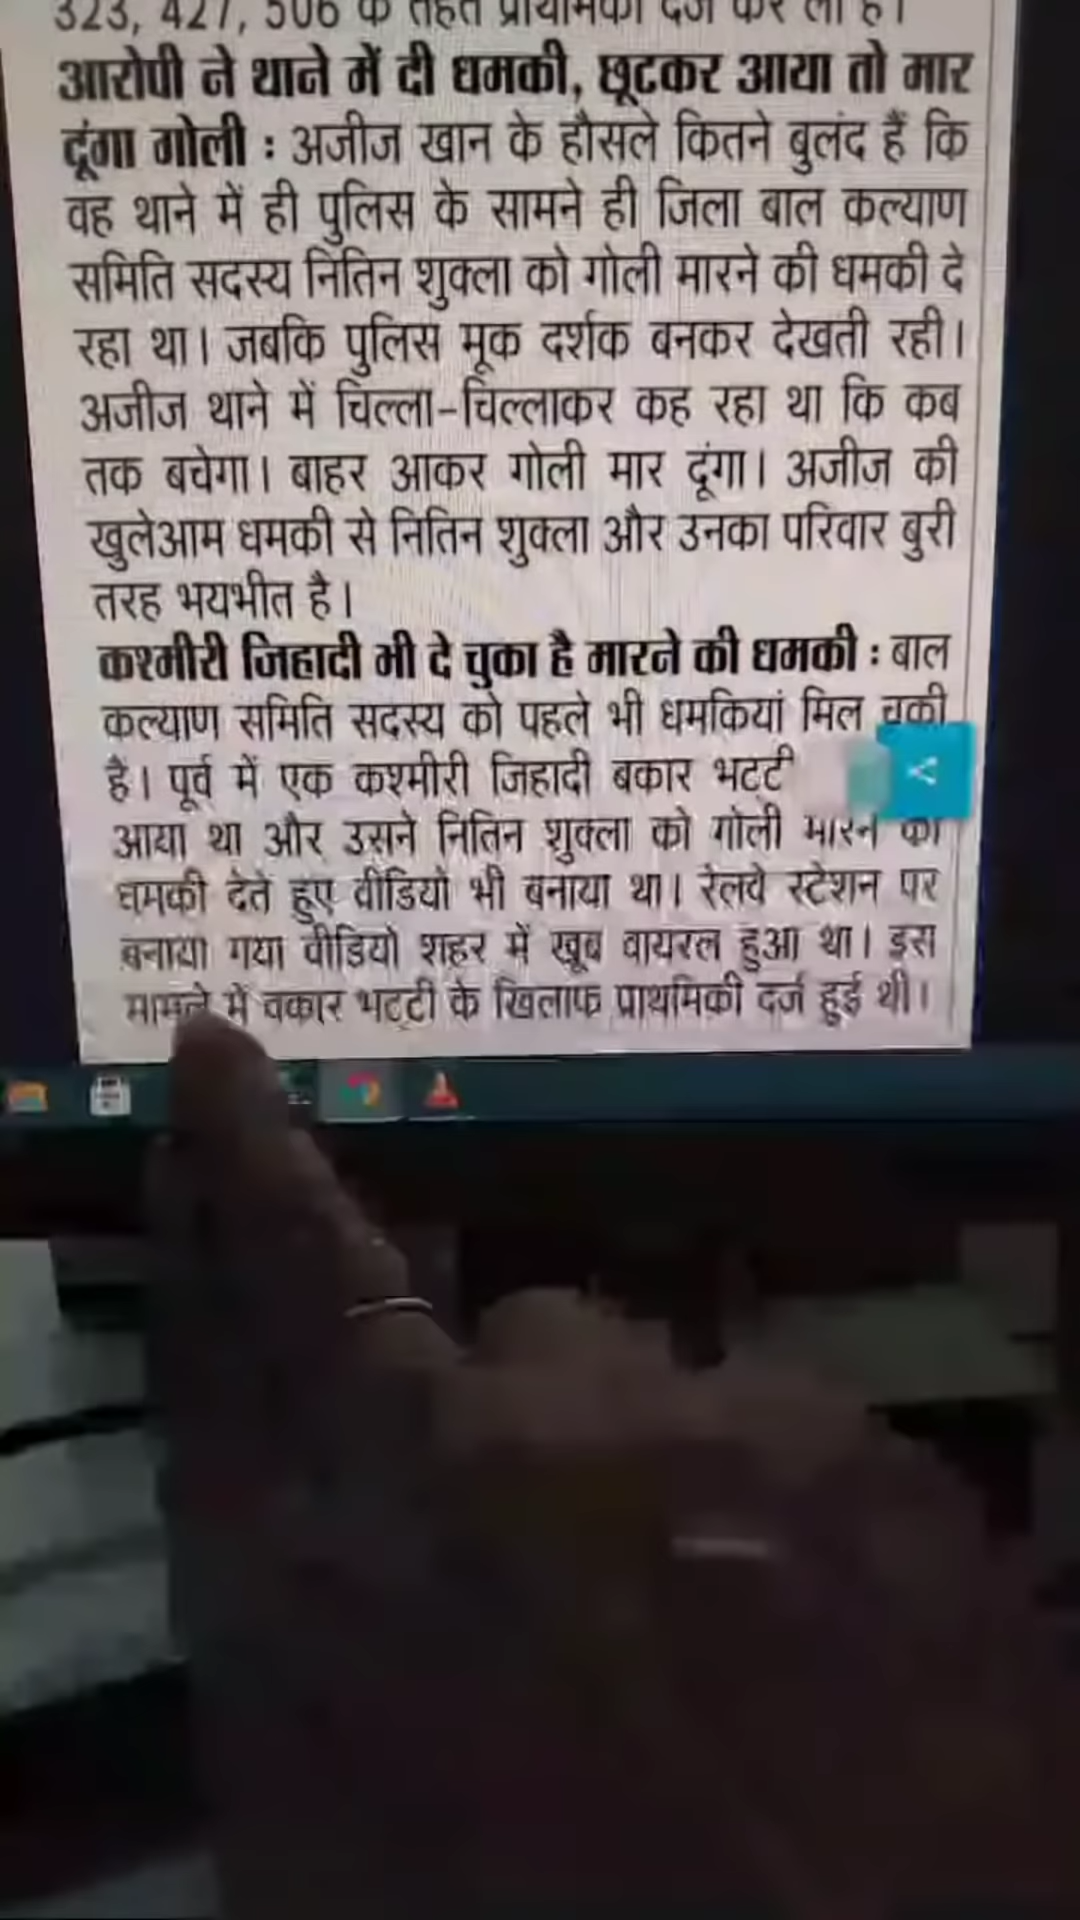 323, 427, 506 के तहत प्राथमिकी दर्ज कर ली है।
आरोपी ने थाने में दी धमकी, छूटकर आया तो मार
दूंगा गोली : अजीज खान के हौसले कितने बुलंद हैं कि
वह थाने में ही पुलिस के सामने ही जिला बाल कल्याण
समिति सदस्य नितिन शुक्ला को गोली मारने की धमकी दे
रहा था। जबकि पुलिस मूक दर्शक बनकर देखती रही।
अजीज थाने में चिल्ला-चिल्लाकर कह रहा था कि कब
तक बचेगा। बाहर आकर गोली मार दूंगा। अजीज की
खुलेआम धमकी से नितिन शुक्ला और उनका परिवार बुरी
तरह भयभीत है।
कश्मीरी जिहादी भी दे चुका है मारने की धमकी : बाल
कल्याण समिति सदस्य को पहले भी धमकियां मिल चुकी
है। पूर्व में एक कश्मीरी जिहादी बकार भट्टी
आया था और उसने नितिन शुक्ला को गोली मारने की
धमकी देते हुए वीडियो भी बनाया था। रेलवे स्टेशन पर
बनाया गया वीडियो शहर में खूब वायरल हुआ था। इस
मामले में वकार भट्टी के खिलाफ प्राथमिकी दर्ज हुई थी।